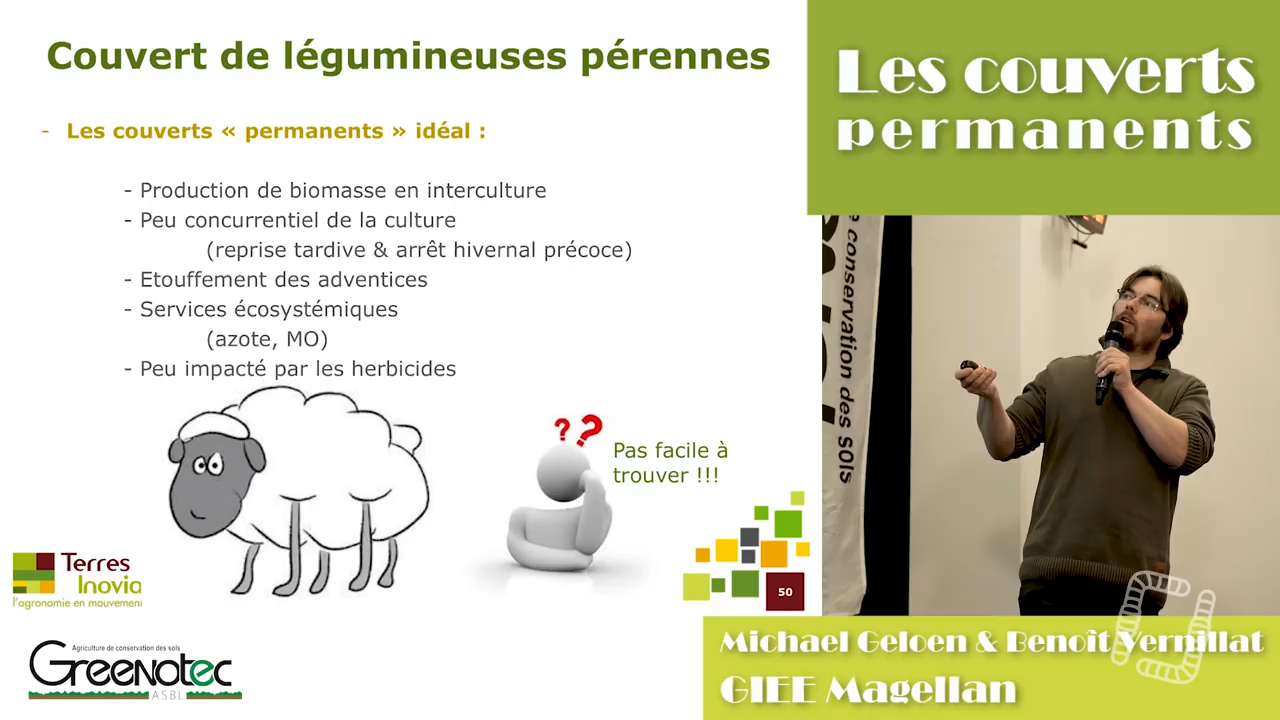 Couvert de légumineuses pérennes
- Les couverts « permanents » idéal :
- Production de biomasse en interculture
- Peu concurrentiel de la culture
(reprise tardive & arrêt hivernal précoce)
- Etouffement des adventices
- Services écosystémiques
(azote, MO)
- Peu impacté par les herbicides
??
Pas facile à
trouver !!!
50
Terres
Inovia
l'agronomie en mouvement
Agriculture de conservation des sols
Greenotec
ASBL
Les couverts
permanents
conservation des sols
Michael Geloen & Benoît Vernillat
GIEE Magellan